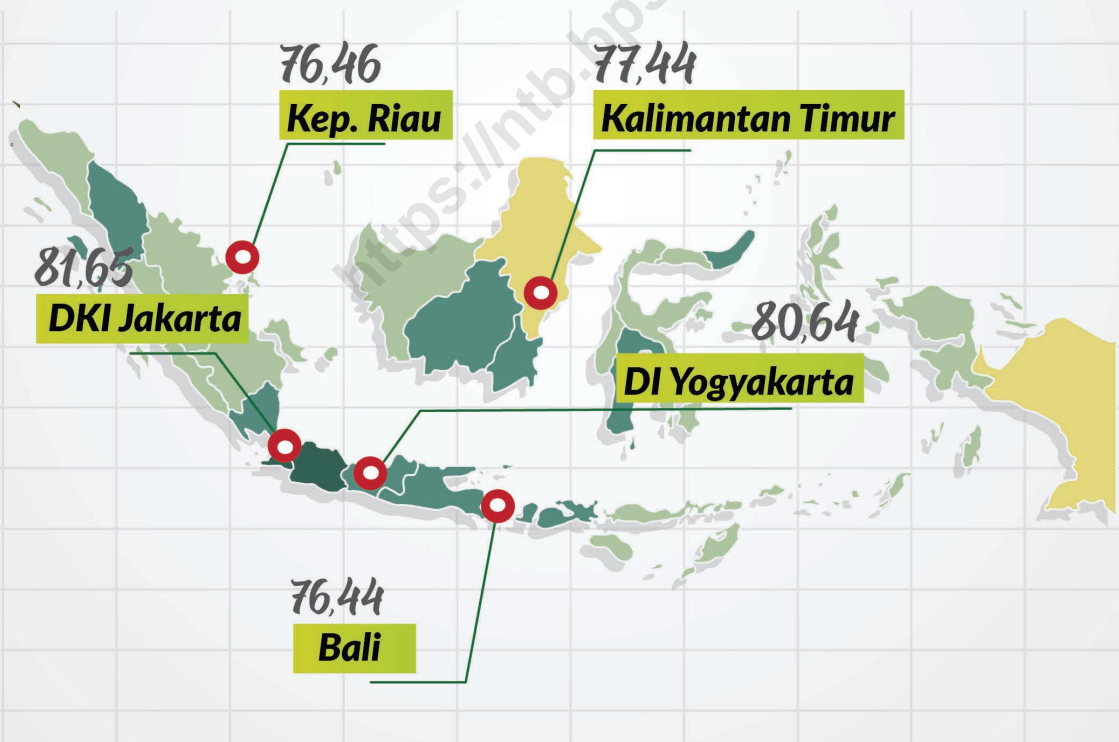 76,46
Kep. Riau
77,44
Kalimantan Timur
81,65
DKI Jakarta
80,64
DI Yogyakarta
76,44
Bali
https://ntb.bps